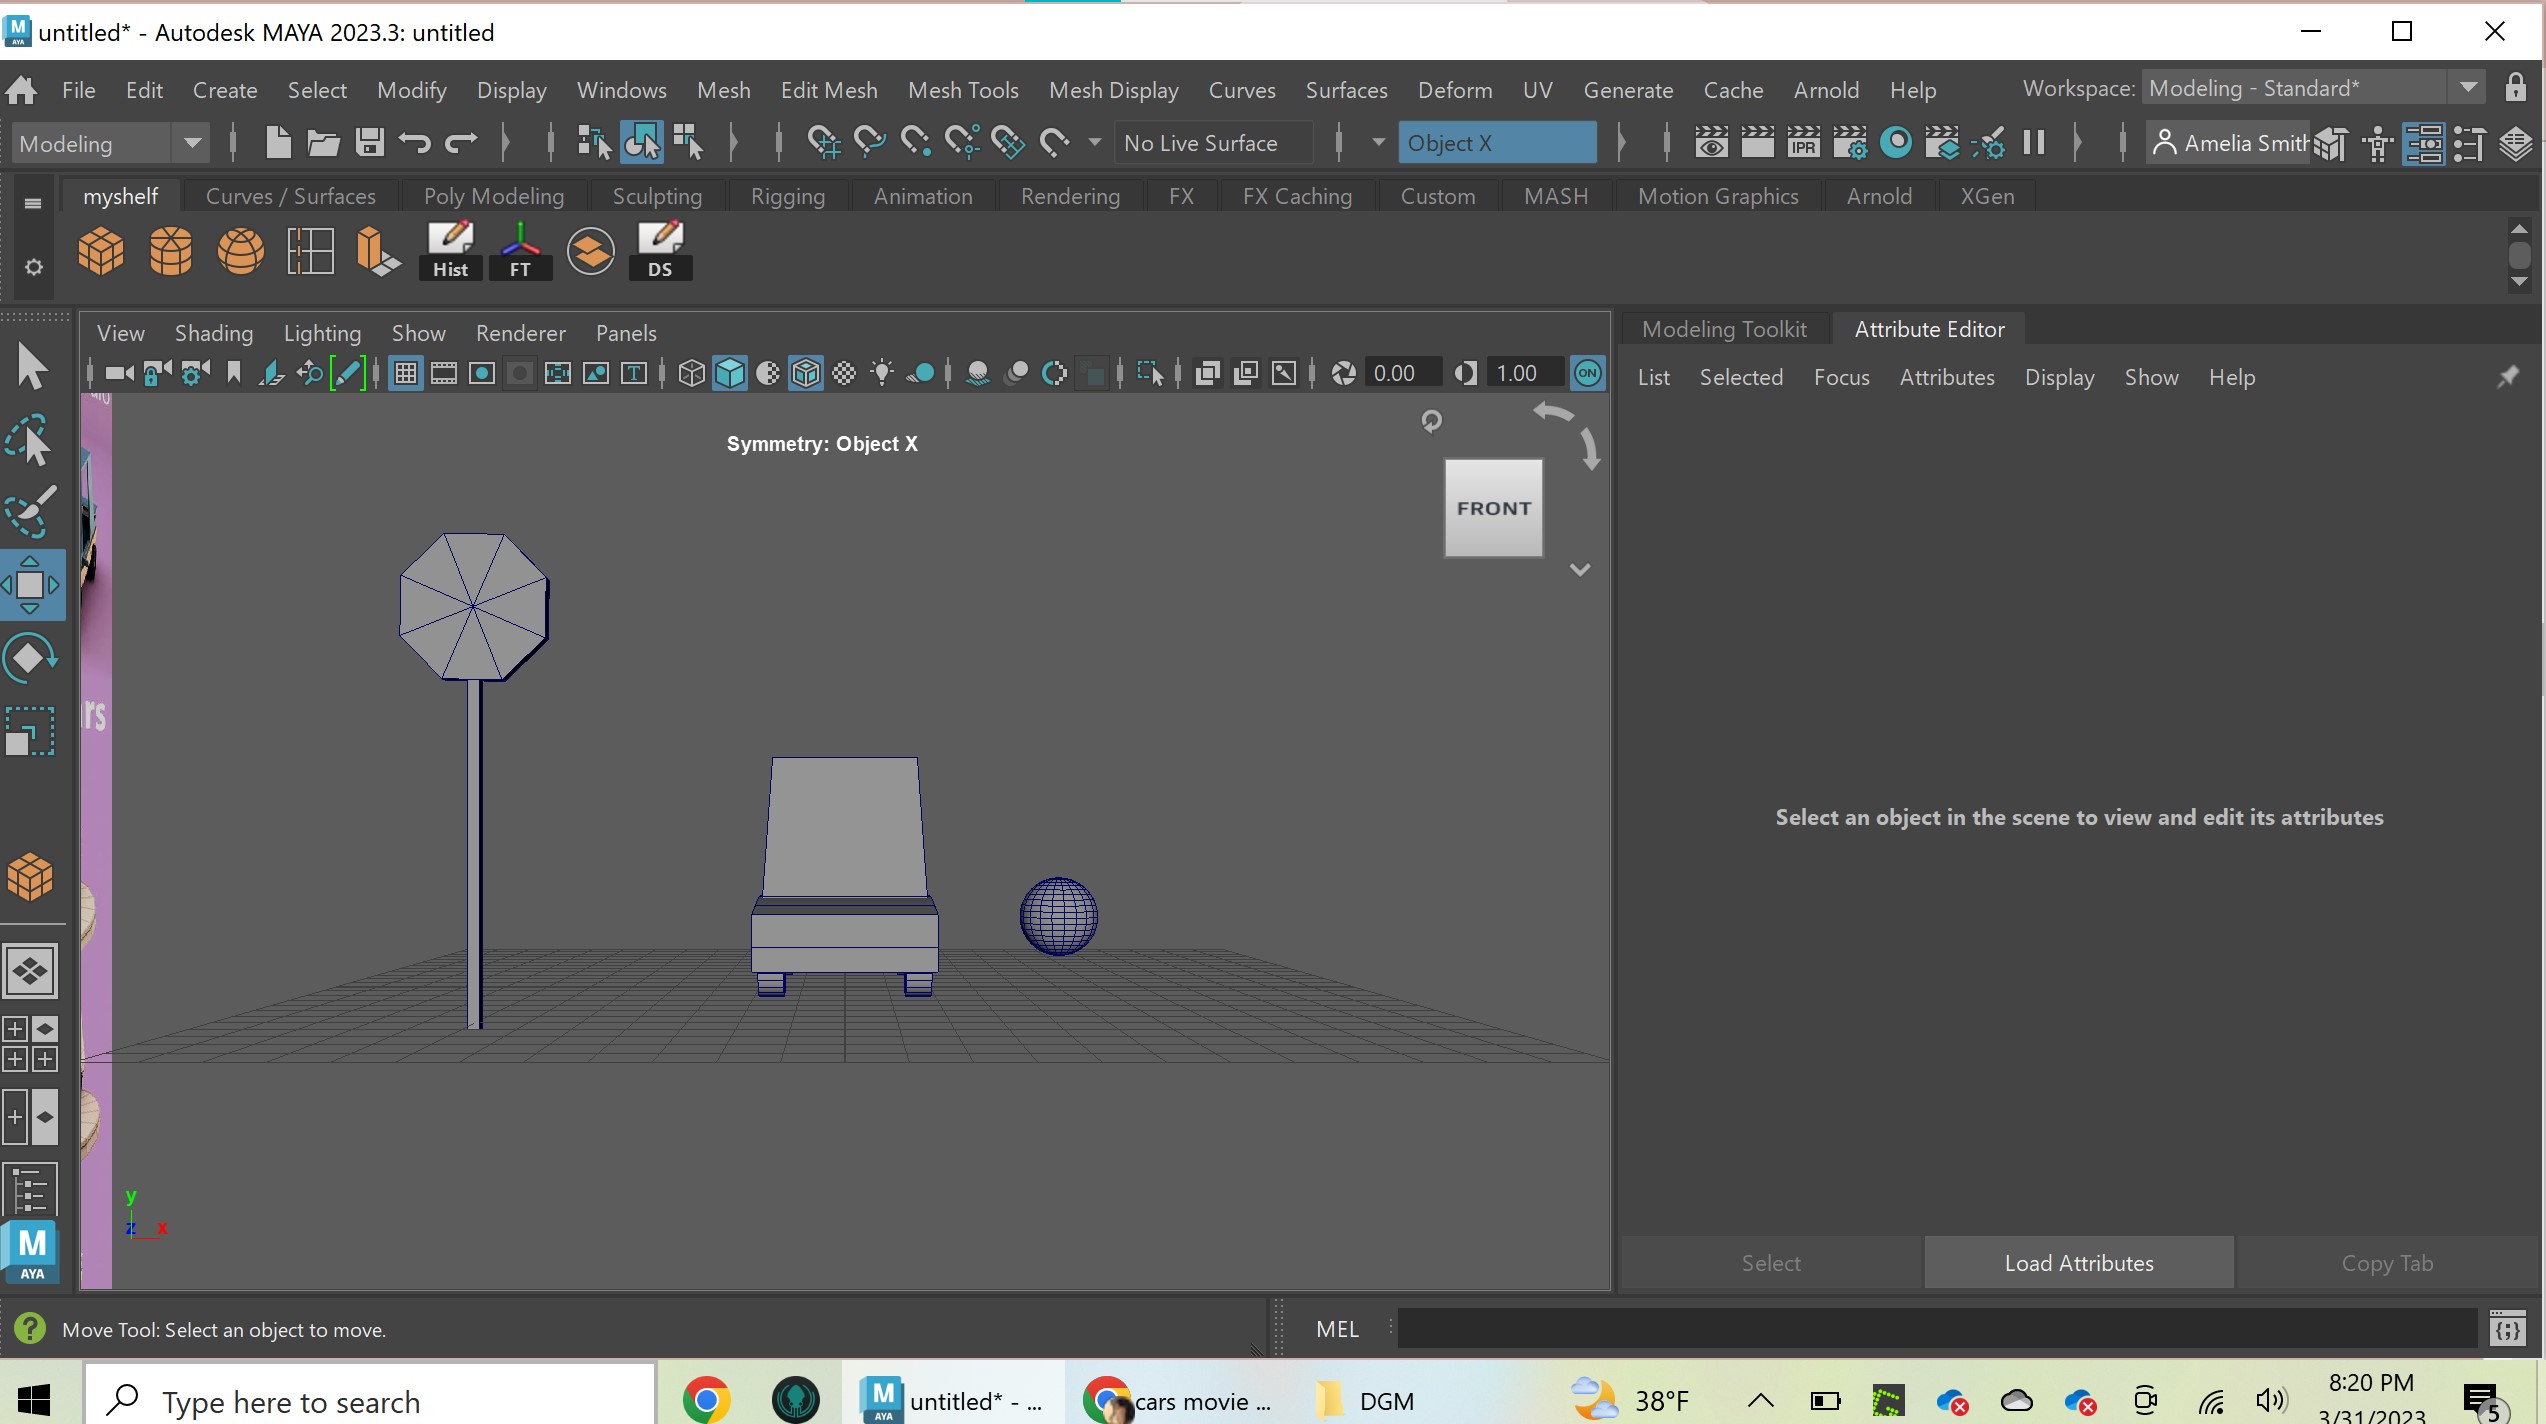 untitled* - Autodesk MAYA 2023.3: untitled
File Edit Create Select Modify Display Windows Mesh Edit Mesh Mesh Tools Mesh Display Curves Surfaces Deform UV Generate Cache Arnold Help Workspace: Modeling - Standard*
Modeling No Live Surface Object X IPR Amelia Smith
myshelf Curves / Surfaces Poly Modeling Sculpting Rigging Animation Rendering FX FX Caching Custom MASH Motion Graphics Arnold XGen
Hist FT DS
View Shading Lighting Show Renderer Panels
Modeling Toolkit Attribute Editor
0.00 1.00 ON
List Selected Focus Attributes Display Show Help
Symmetry: Object X
FRONT
rs
Select an object in the scene to view and edit its attributes
y
z x
M
AYA
Select Load Attributes Copy Tab
Move Tool: Select an object to move.
MEL
Type here to search
untitled* - ...
cars movie ...
DGM
38°F
8:20 PM
3/31/2023
5